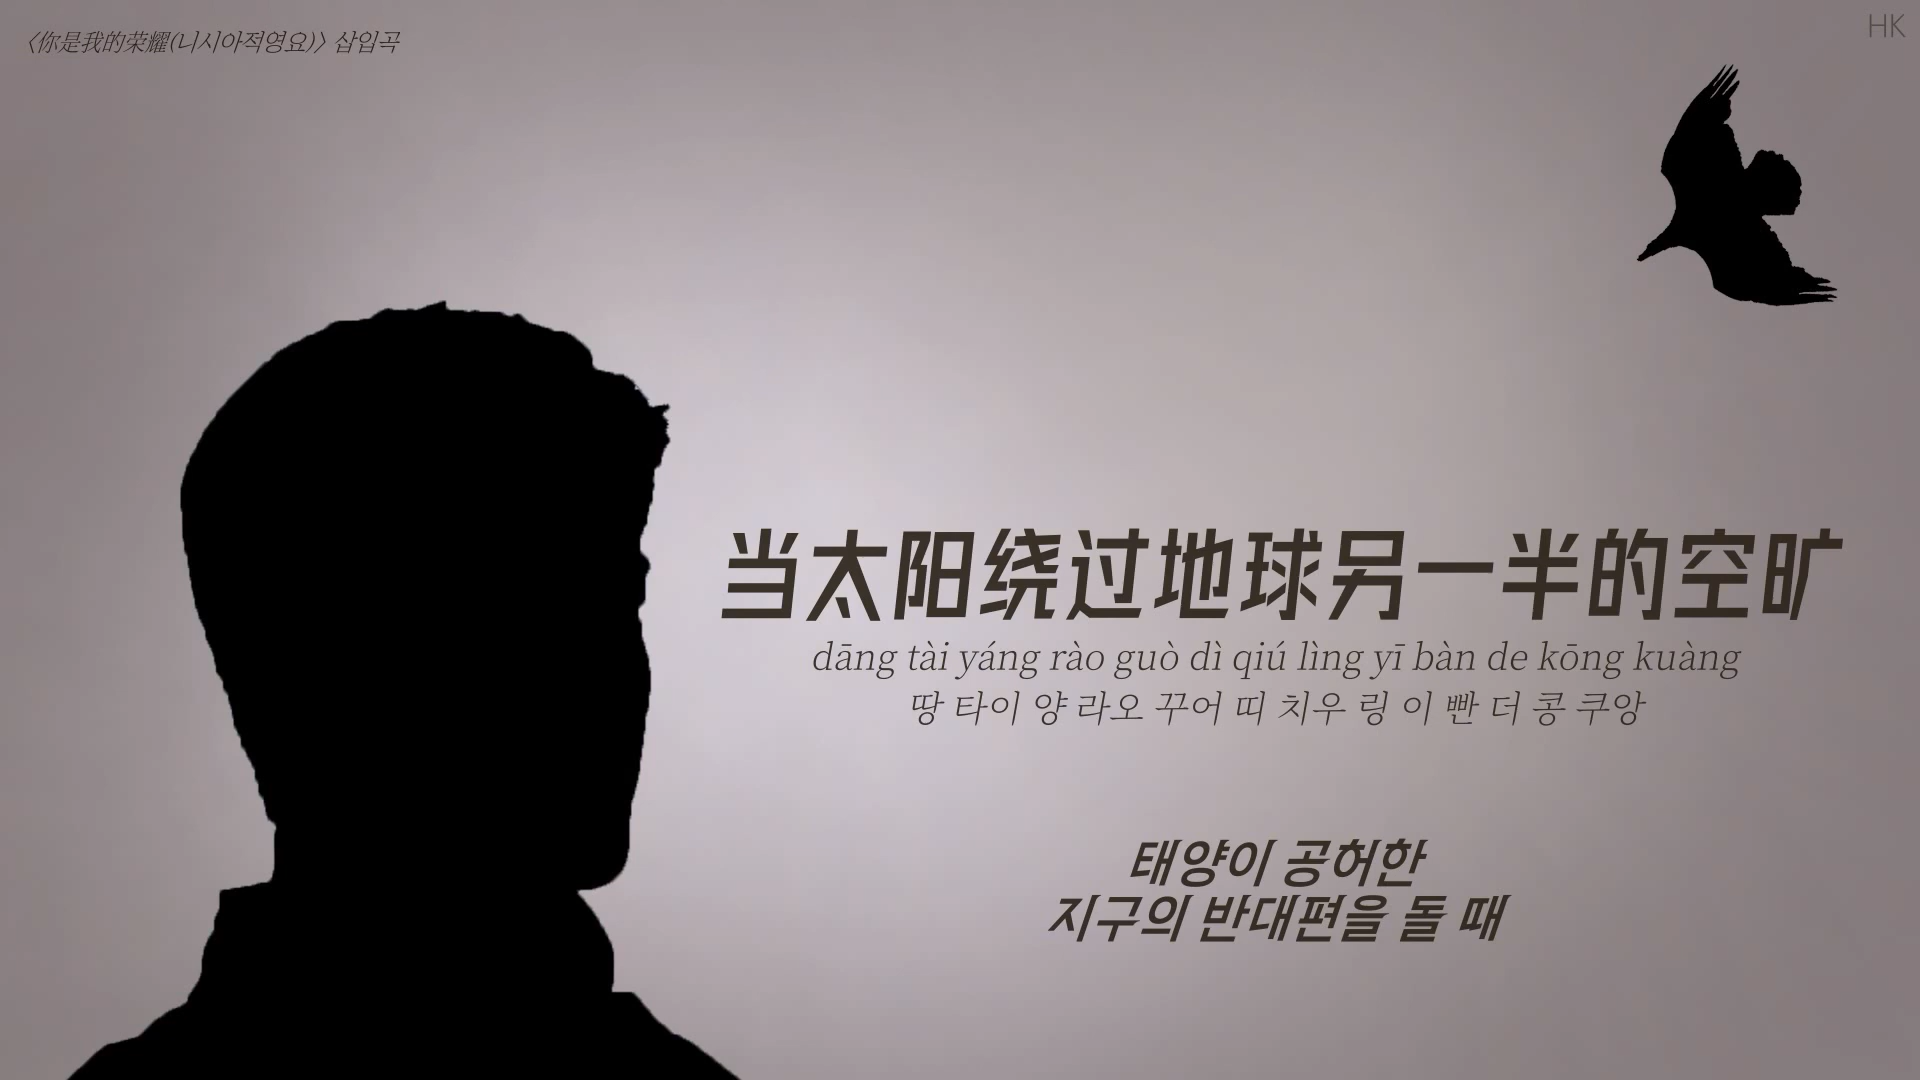 〈你是我的荣耀(니시아적영요)〉 삽입곡
HK
当太阳绕过地球另一半的空旷
dāng tài yáng rào guò dì qiú lìng yī bàn de kōng kuàng
땅 타이 양 라오 꾸어 띠 치우 링 이 빤 더 콩 쿠앙
태양이 공허한
지구의 반대편을 돌 때